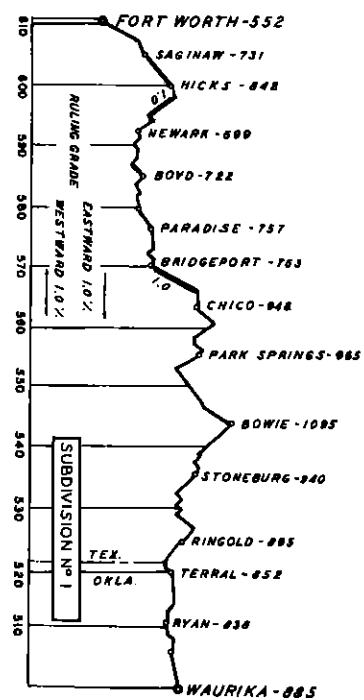 610
FORT WORTH-552
SAGINAW-731
600
HICKS-848
1.0
590
NEWARK-699
BOYD-722
580
PARADISE-757
RULING GRADE
EASTWARD 1.0%
WESTWARD 1.0%
570
BRIDGEPORT-753
1.0
CHICO-948
560
PARK SPRINGS-965
550
BOWIE-1095
540
STONEBURG-940
SUBDIVISION Nº 1
530
RINGOLD-895
TEX.
520
OKLA.
TERRAL-852
510
RYAN-836
WAURIKA-885